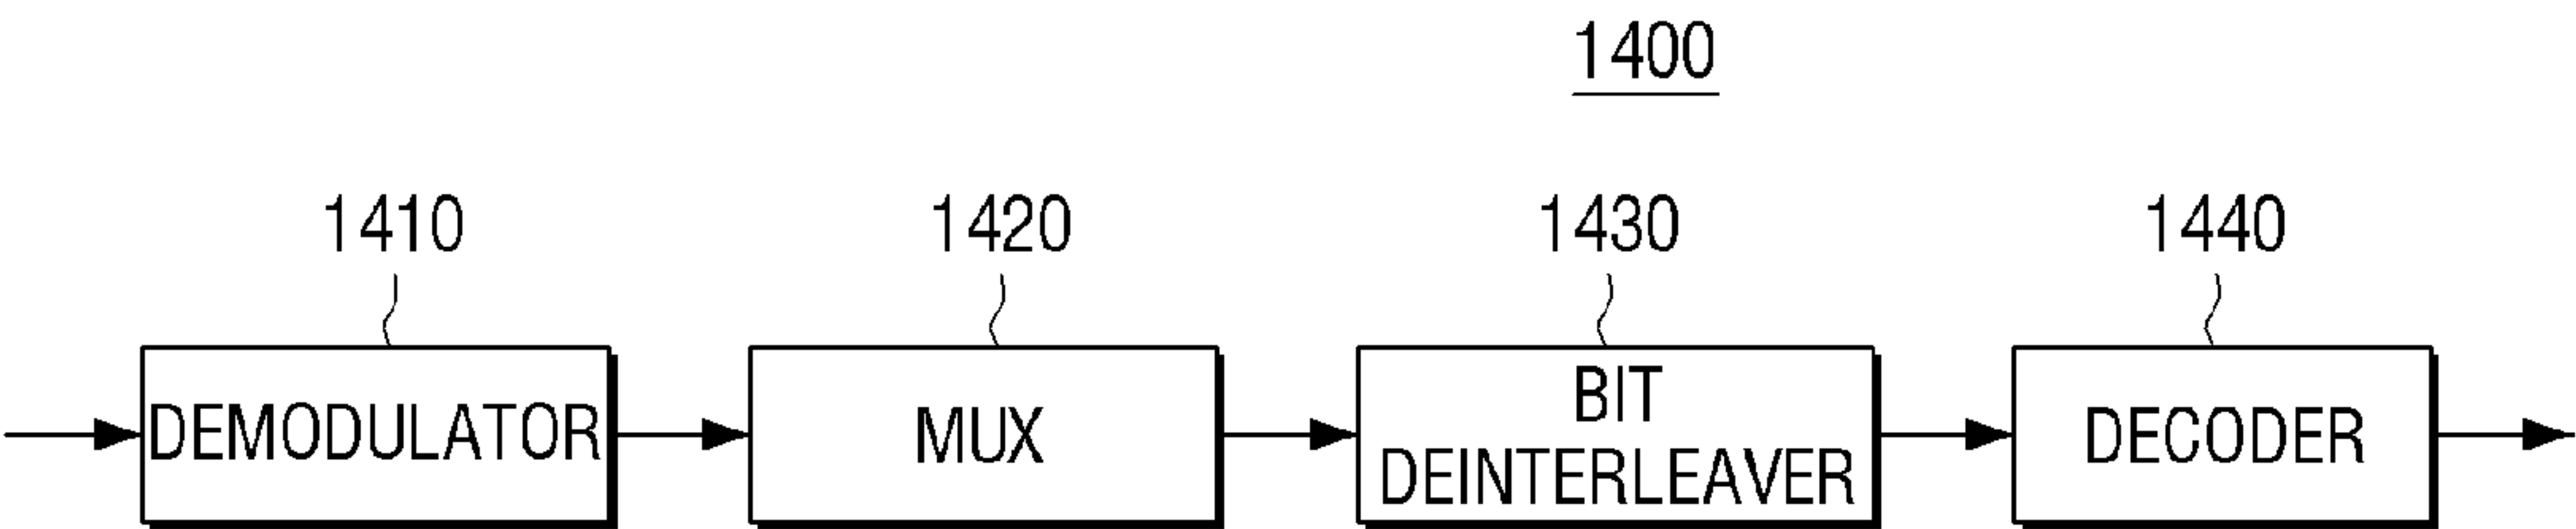 1400
1410
1420
1430
1440
DEMODULATOR
MUX
BIT
DEINTERLEAVER
DECODER